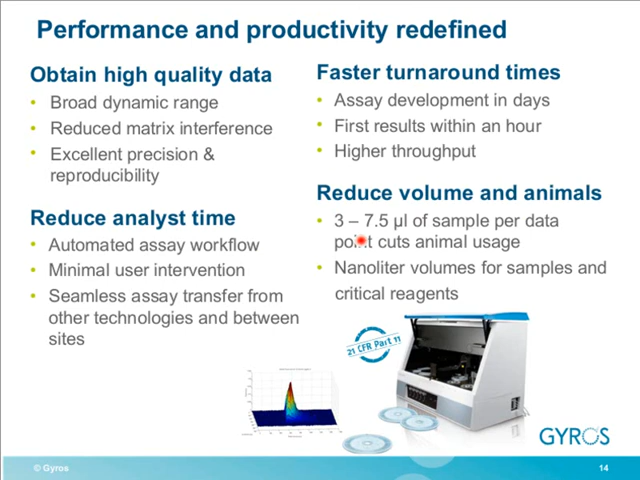 Performance and productivity redefined
Obtain high quality data
• Broad dynamic range
• Reduced matrix interference
• Excellent precision &
reproducibility
Reduce analyst time
• Automated assay workflow
• Minimal user intervention
• Seamless assay transfer from
other technologies and between
sites
Faster turnaround times
• Assay development in days
• First results within an hour
• Higher throughput
Reduce volume and animals
• 3 – 7.5 µl of sample per data
point cuts animal usage
• Nanoliter volumes for samples and
critical reagents
21 CFR Part 11
GYROS
© Gyros
14